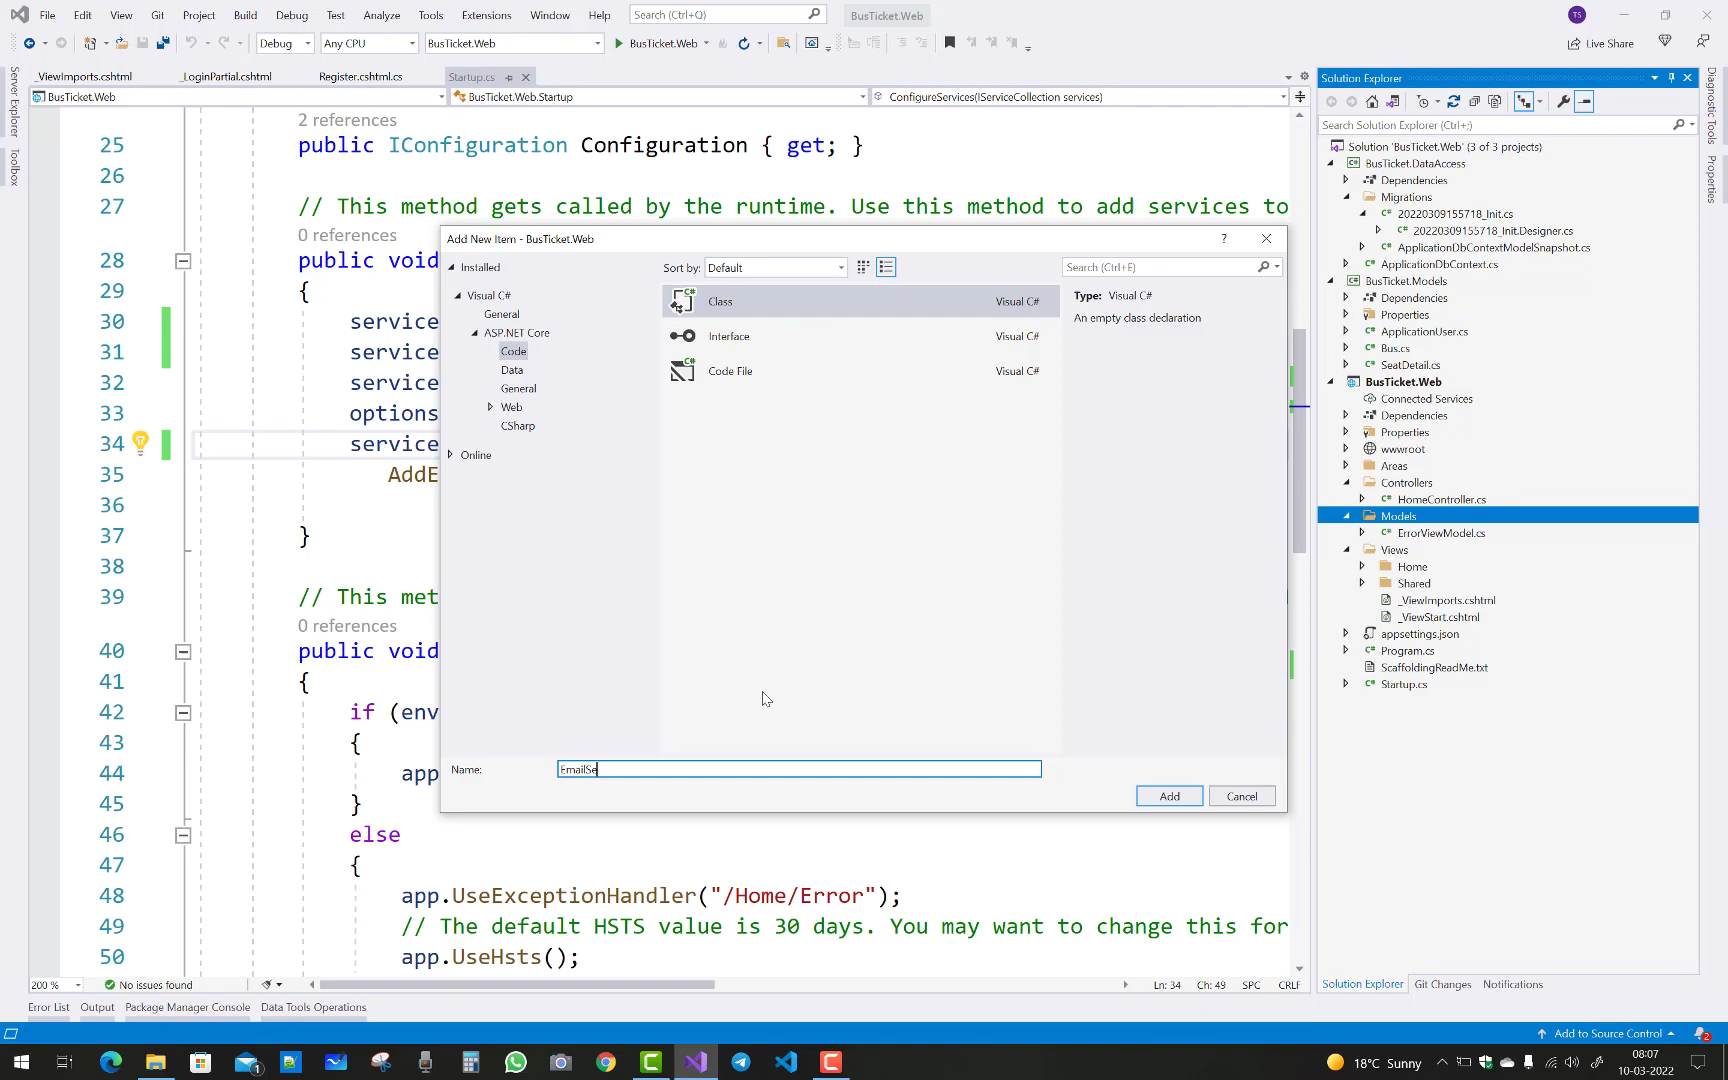 File Edit View Git Project Build Debug Test Analyze Tools Extensions Window Help Search (Ctrl+Q) BusTicket.Web TS
Debug Any CPU BusTicket.Web BusTicket.Web Live Share
_ViewImports.cshtml _LoginPartial.cshtml Register.cshtml.cs Startup.cs
BusTicket.Web BusTicket.Web.Startup ConfigureServices(IServiceCollection services)
Server Explorer
Toolbox
2 references
25 public IConfiguration Configuration { get; }
26
27 // This method gets called by the runtime. Use this method to add services to
0 references
28 public void
29 {
30 service
31 service
32 service
33 options
34 service
35 AddE
36
37 }
38
39 // This met
0 references
40 public void
41 {
42 if (env
43 {
44 app
45 }
46 else
47 {
48 app.UseExceptionHandler("/Home/Error");
49 // The default HSTS value is 30 days. You may want to change this for
50 app.UseHsts();
Add New Item - BusTicket.Web ?
Installed
Visual C#
General
ASP.NET Core
Code
Data
General
Web
CSharp
Online
Sort by: Default
Class Visual C#
Interface Visual C#
Code File Visual C#
Search (Ctrl+E)
Type: Visual C#
An empty class declaration
Name: EmailSe
Add Cancel
200 % No issues found Ln: 34 Ch: 49 SPC CRLF
Error List Output Package Manager Console Data Tools Operations
Solution Explorer
Search Solution Explorer (Ctrl+;)
Solution 'BusTicket.Web' (3 of 3 projects)
BusTicket.DataAccess
Dependencies
Migrations
20220309155718_Init.cs
20220309155718_Init.Designer.cs
ApplicationDbContextModelSnapshot.cs
ApplicationDbContext.cs
BusTicket.Models
Dependencies
Properties
ApplicationUser.cs
Bus.cs
SeatDetail.cs
BusTicket.Web
Connected Services
Dependencies
Properties
wwwroot
Areas
Controllers
HomeController.cs
Models
ErrorViewModel.cs
Views
Home
Shared
_ViewImports.cshtml
_ViewStart.cshtml
appsettings.json
Program.cs
ScaffoldingReadMe.txt
Startup.cs
Solution Explorer Git Changes Notifications
Diagnostic Tools
Properties
Add to Source Control 2
1
18°C Sunny
08:07
10-03-2022